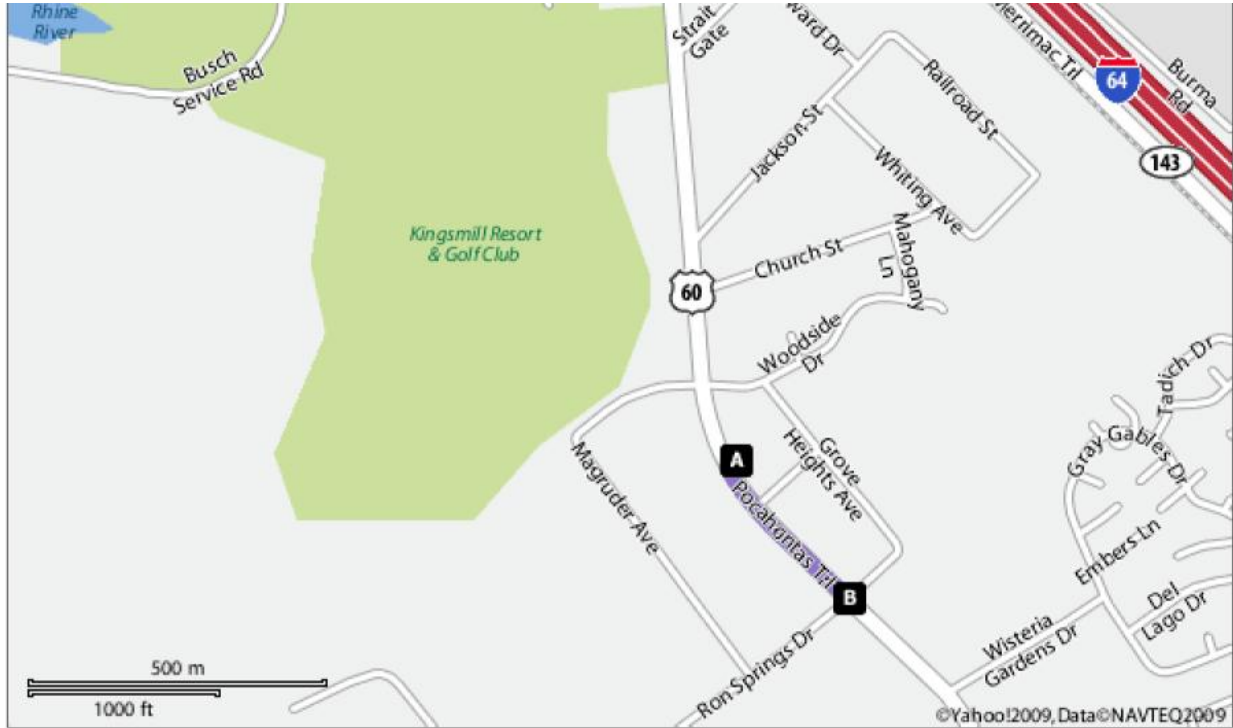 Rhine
River
Busch
Service Rd
Strait
Gate
ward Dr
Merrimac Trl
64
Burma
Rd
143
Railroad St
Jackson St
Whiting Ave
Kingsmill Resort
& Golf Club
Church St
Mahogany
Ln
60
Woodside
Dr
Tadich Dr
Grove
Heights Ave
Gray Gables Dr
A
Pocahontas Trl
Magruder Ave
Embers Ln
B
Del
Lago Dr
Wisteria
Gardens Dr
Ron Springs Dr
500 m
1000 ft
©Yahoo!2009, Data©NAVTEQ2009